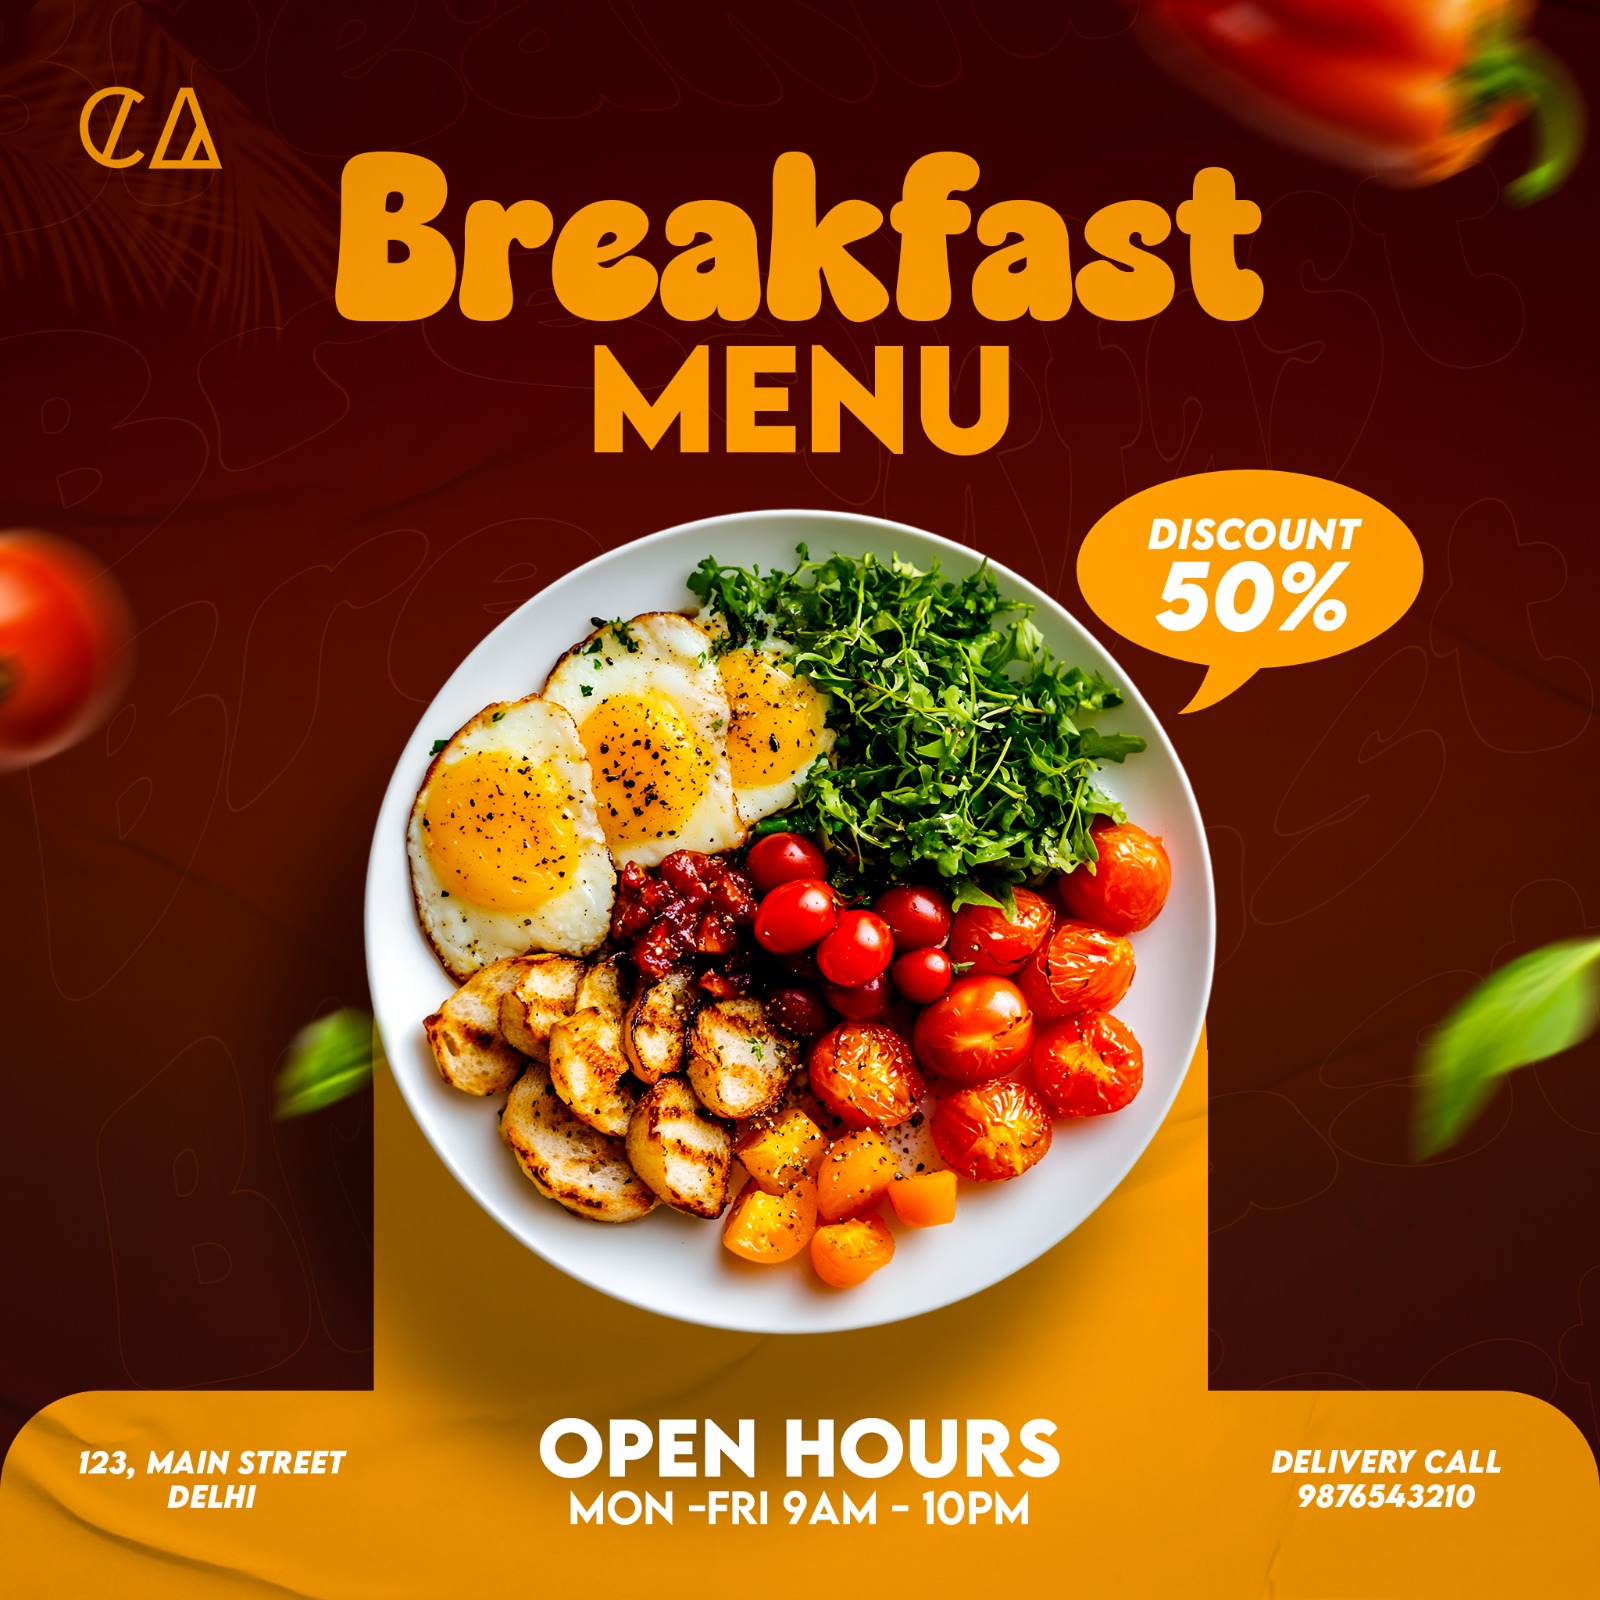 CA
Breakfast
MENU
DISCOUNT
50%
OPEN HOURS
MON -FRI 9AM - 10PM
123, MAIN STREET
DELHI
DELIVERY CALL
9876543210